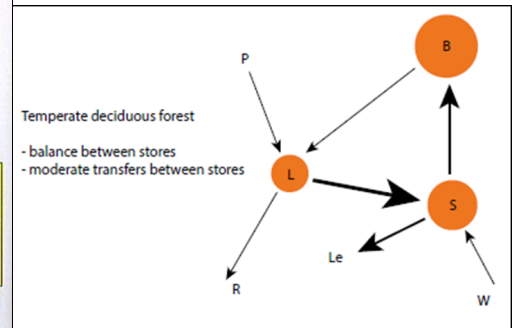 P
B
Temperate deciduous forest
- balance between stores
- moderate transfers between stores
L
S
Le
R
W